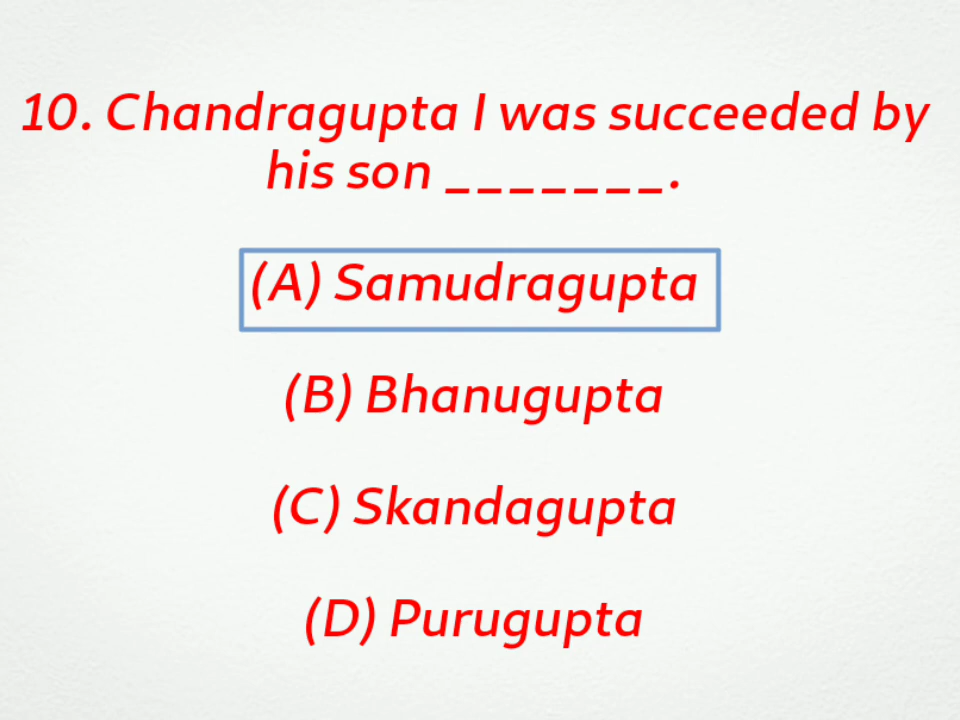 10. Chandragupta I was succeeded by
his son _______.
(A) Samudragupta
(B) Bhanugupta
(C) Skandagupta
(D) Purugupta